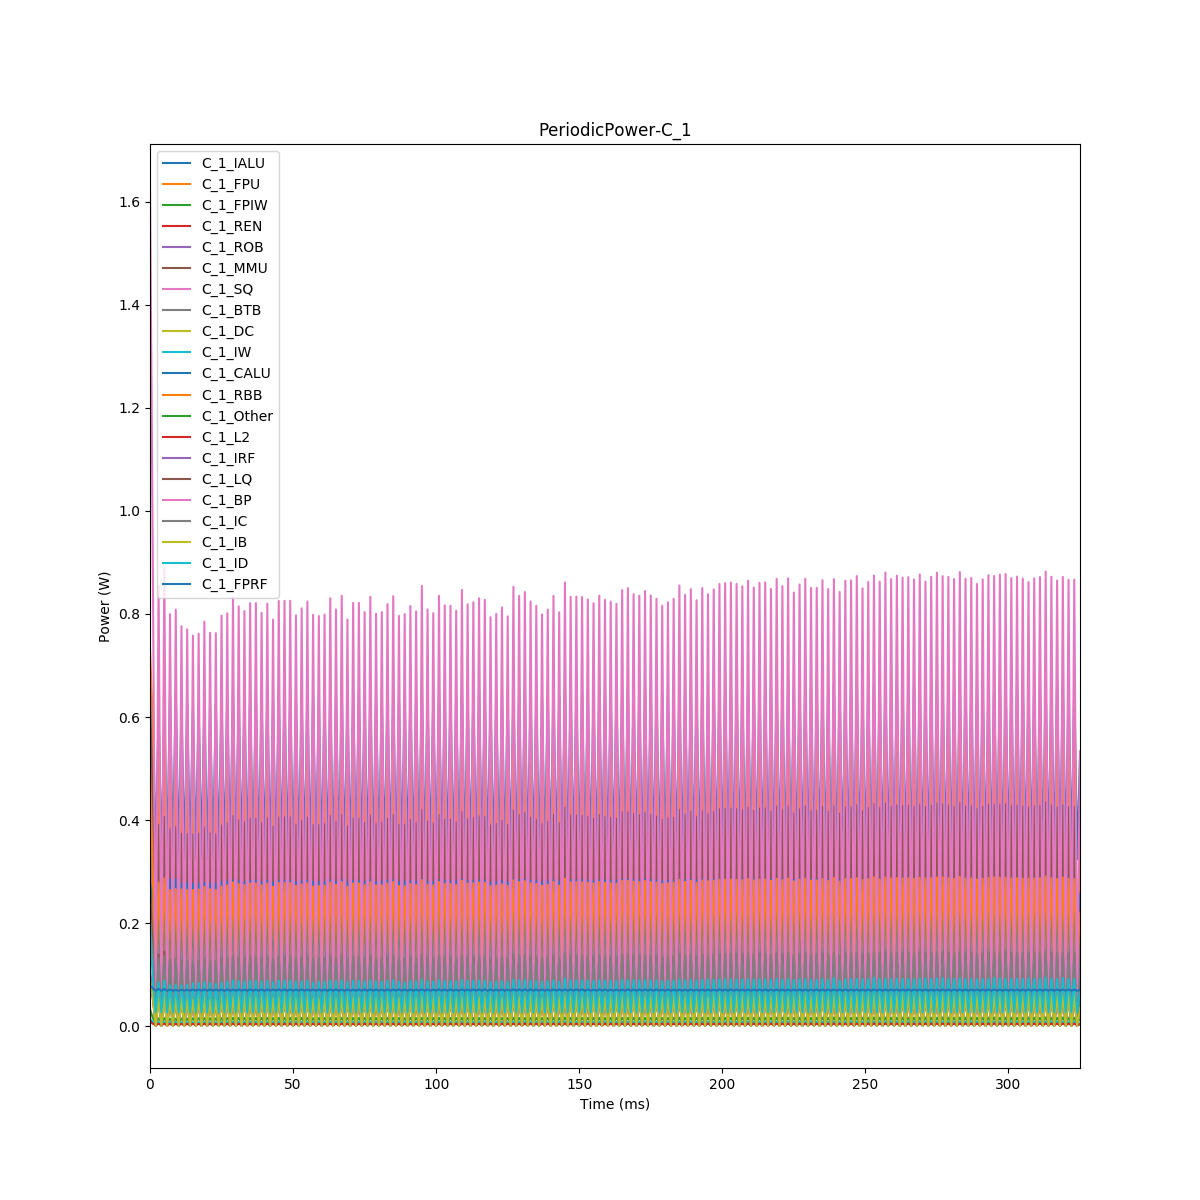 PeriodicPower-C_1
C_1_IALU
C_1_FPU
C_1_FPIW
C_1_REN
C_1_ROB
C_1_MMU
C_1_SQ
C_1_BTB
C_1_DC
C_1_IW
C_1_CALU
C_1_RBB
C_1_Other
C_1_L2
C_1_IRF
C_1_LQ
C_1_BP
C_1_IC
C_1_IB
C_1_ID
C_1_FPRF
1.6
1.4
1.2
1.0
0.8
0.6
0.4
0.2
0.0
Power (W)
0 50 100 150 200 250 300
Time (ms)